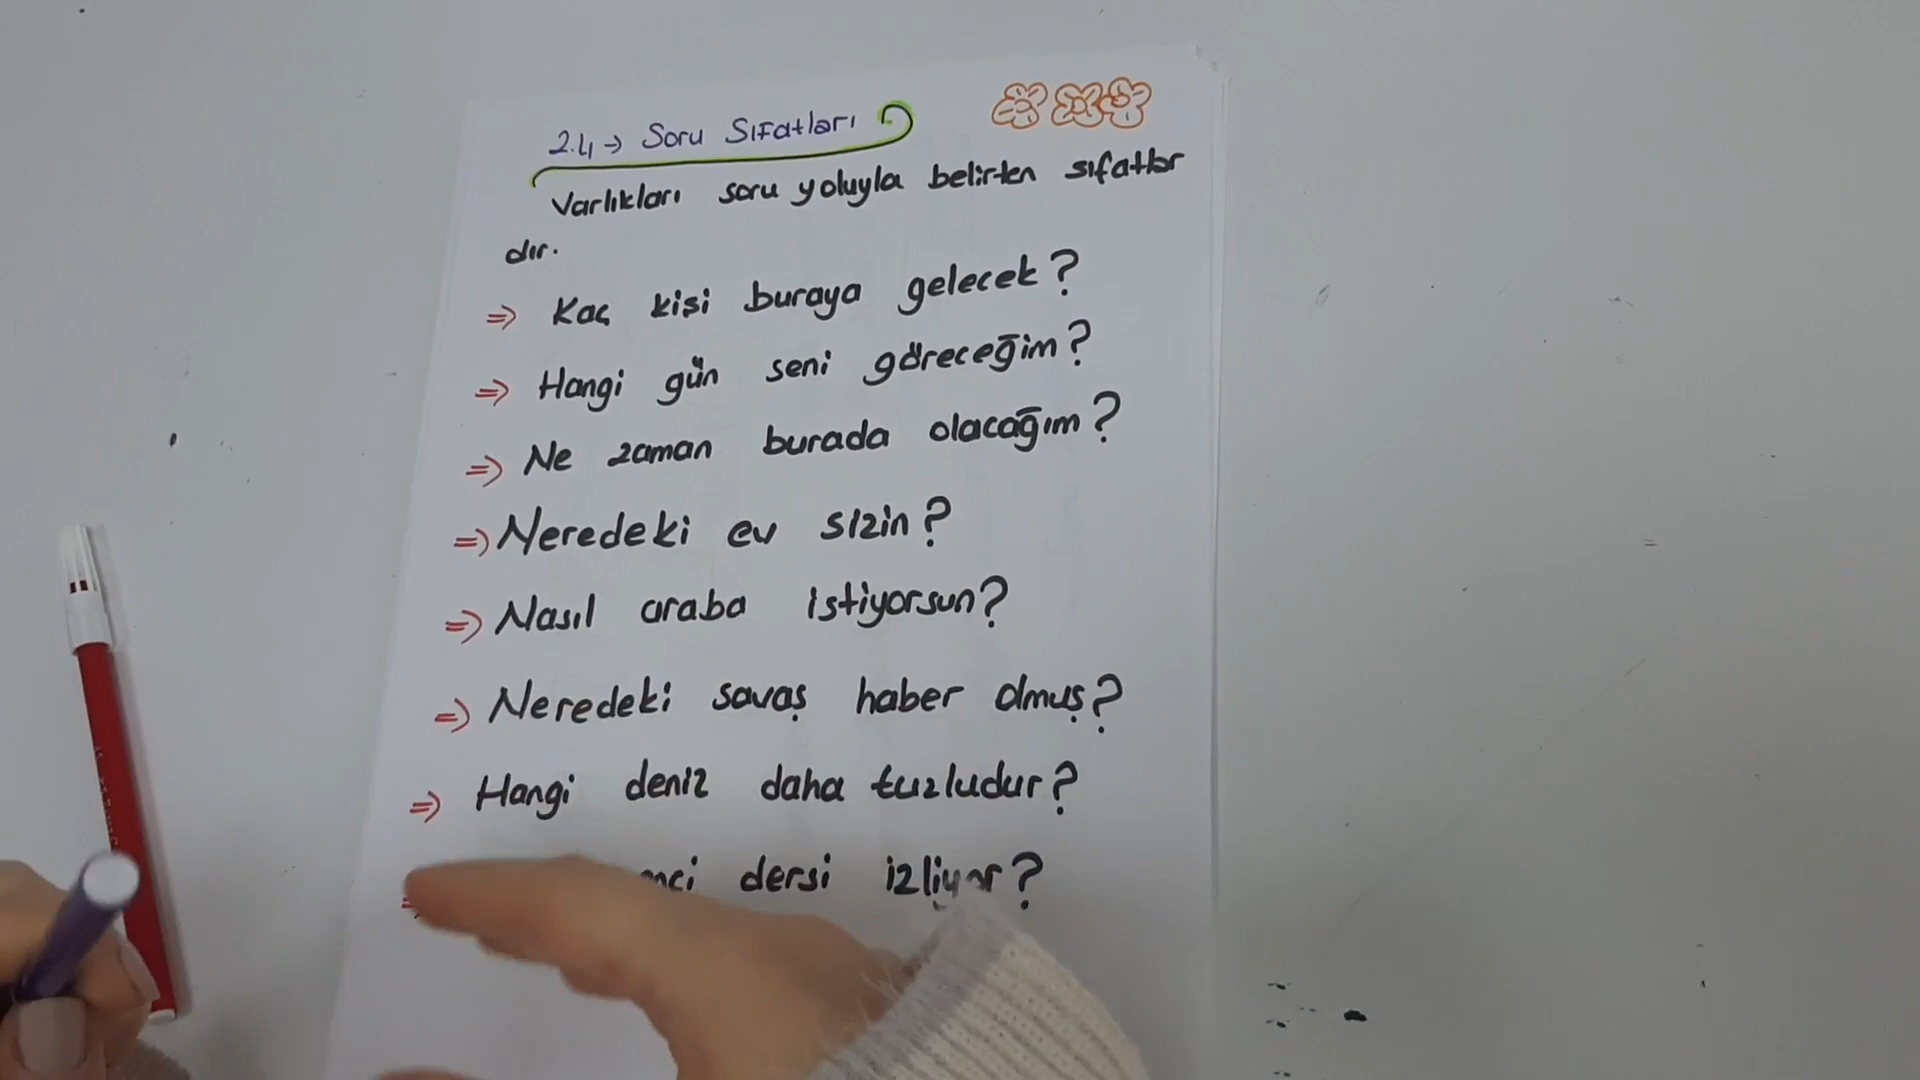 2.4 → Soru Sıfatları
Varlıkları soru yoluyla belirten sıfatlar
dır.
⇒ Kaç kişi buraya gelecek?
⇒ Hangi gün seni göreceğim?
⇒ Ne zaman burada olacağım?
⇒ Neredeki ev sizin?
⇒ Nasıl araba istiyorsun?
⇒ Neredeki savaş haber olmuş?
⇒ Hangi deniz daha tuzludur?
dersi izliyor?